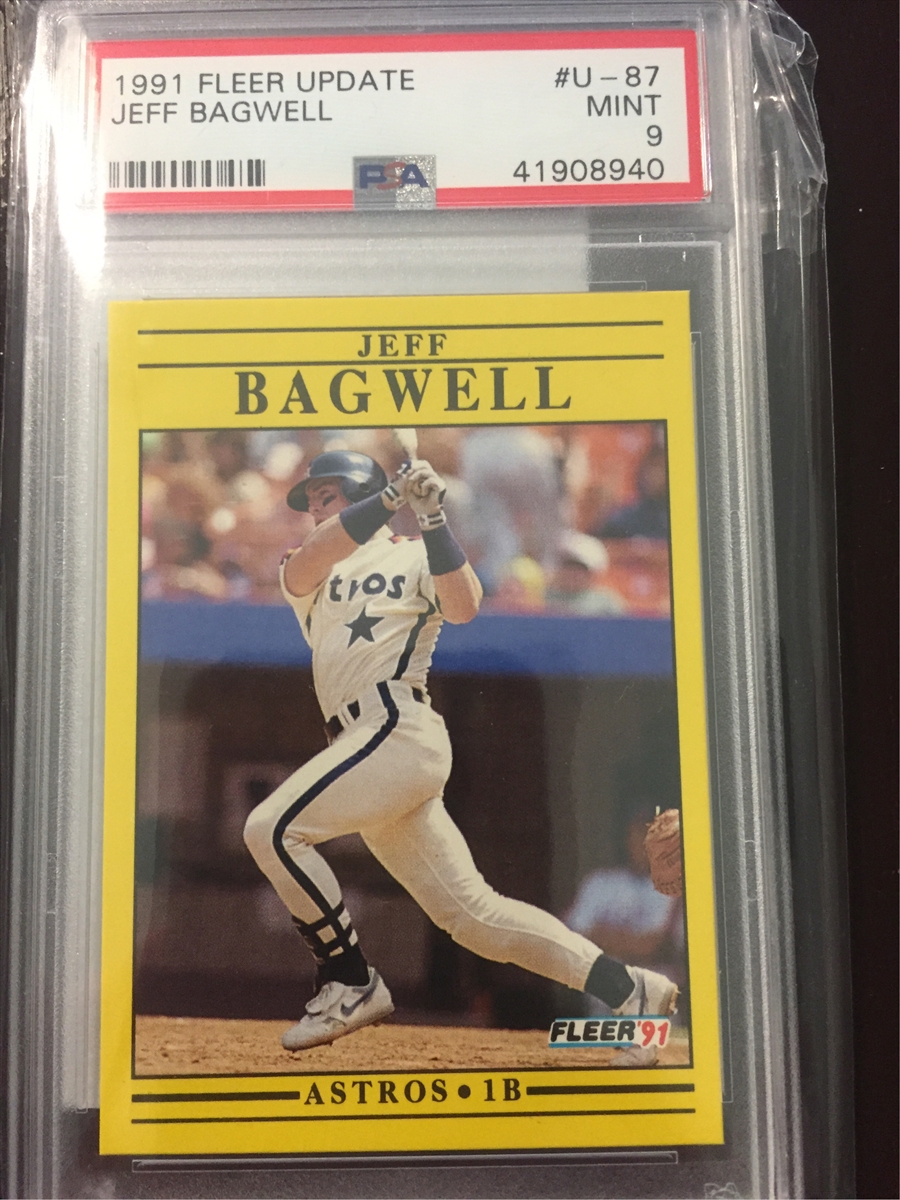 1991 FLEER UPDATE #U-87
JEFF BAGWELL MINT
9
PSA 41908940
JEFF
BAGWELL
tros
FLEER '91
ASTROS • 1B